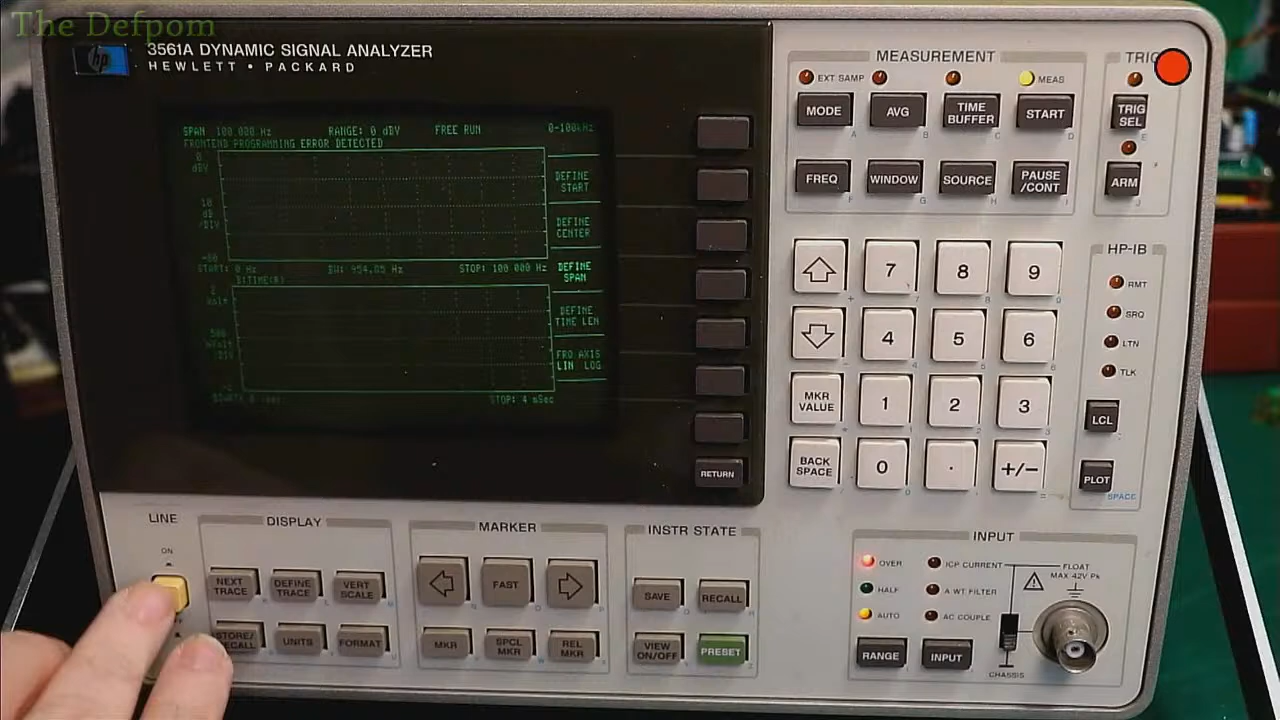 The Defpom
hp
3561A DYNAMIC SIGNAL ANALYZER
HEWLETT • PACKARD
SPAN 100.000 Hz
RANGE: 0 dBV
FREE RUN
0-100kHz
FRONTEND PROGRAMMING ERROR DETECTED
0
dBV
10
dB
/DIV
-80
START: 0 Hz
BW: 954.85 Hz
STOP: 100 000 Hz
B:TIME(R)
2
Volt
500
mVolt
/DIV
STOP: 4 mSec
DEFINE
START
DEFINE
CENTER
DEFINE
SPAN
DEFINE
TIME LEN
FRQ AXIS
LIN LOG
RETURN
MEASUREMENT
EXT SAMP
MEAS
MODE
A
AVG
B
TIME
BUFFER
C
START
D
FREQ
F
WINDOW
G
SOURCE
H
PAUSE
/CONT
I
TRIG
SEL
E
ARM
J
7
8
9
4
5
6
MKR
VALUE
1
2
3
BACK
SPACE
0
.
+/−
HP-IB
RMT
SRQ
LTN
TLK
LCL
PLOT
SPACE
LINE
ON
DISPLAY
NEXT
TRACE
DEFINE
TRACE
VERT
SCALE
STORE/
RECALL
UNITS
FORMAT
MARKER
FAST
MKR
SPCL
MKR
REL
MKR
INSTR STATE
SAVE
RECALL
VIEW
ON/OFF
PRESET
INPUT
OVER
HALF
AUTO
ICP CURRENT
A WT FILTER
AC COUPLE
FLOAT
MAX 42V Pk
RANGE
INPUT
CHASSIS